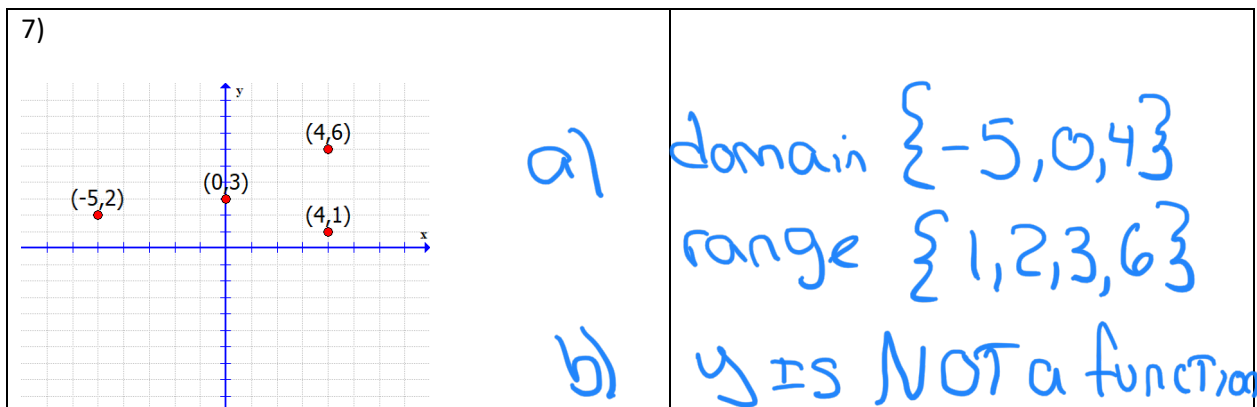 7)
y
(4,6)
(0,3)
(-5,2)
(4,1)
x
a) domain {-5,0,4}
range {1,2,3,6}
b) y IS NOT a function